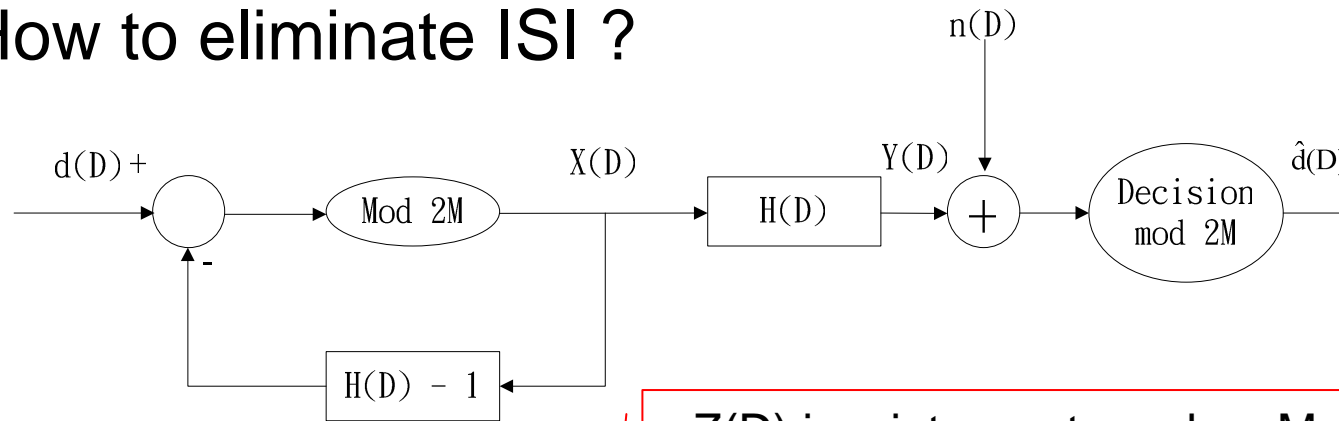 How to eliminate ISI ?
n(D)
d(D)+
X(D)
Y(D)
d̂(D)
Mod 2M
H(D)
+
Decision
mod 2M
-
H(D) - 1